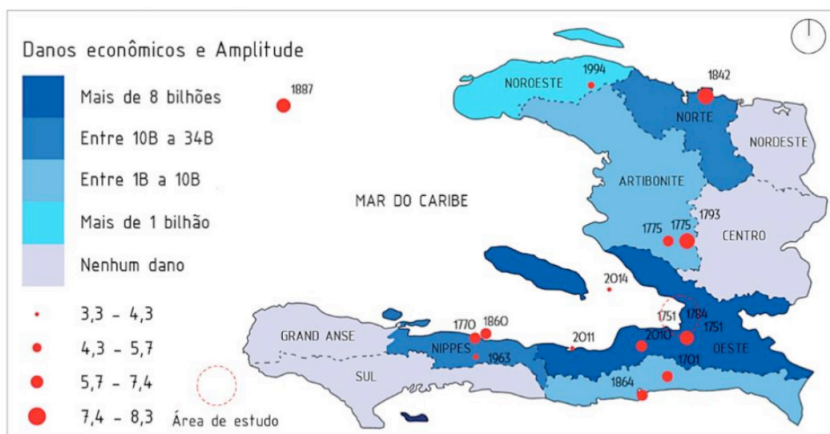 Danos econômicos e Amplitude
Mais de 8 bilhões
Entre 10B a 34B
Entre 1B a 10B
Mais de 1 bilhão
Nenhum dano
3,3 - 4,3
4,3 - 5,7
5,7 - 7,4
7,4 - 8,3
Área de estudo
1887
MAR DO CARIBE
NOROESTE
1994
1842
NORTE
NORDESTE
ARTIBONITE
1775
1775
1793
CENTRO
2014
1751
1784
1751
OESTE
2010
2011
1701
1864
1770
1860
NIPPES
1963
GRAND ANSE
SUL